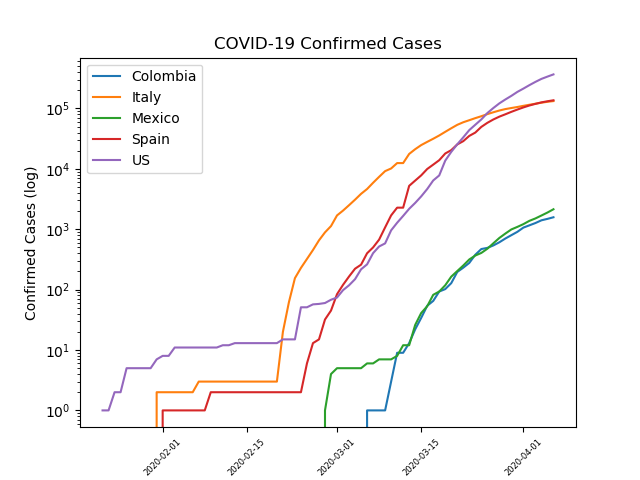 COVID-19 Confirmed Cases
Colombia
Italy
Mexico
Spain
US
Confirmed Cases (log)
10^5
10^4
10^3
10^2
10^1
10^0
2020-02-01
2020-02-15
2020-03-01
2020-03-15
2020-04-01